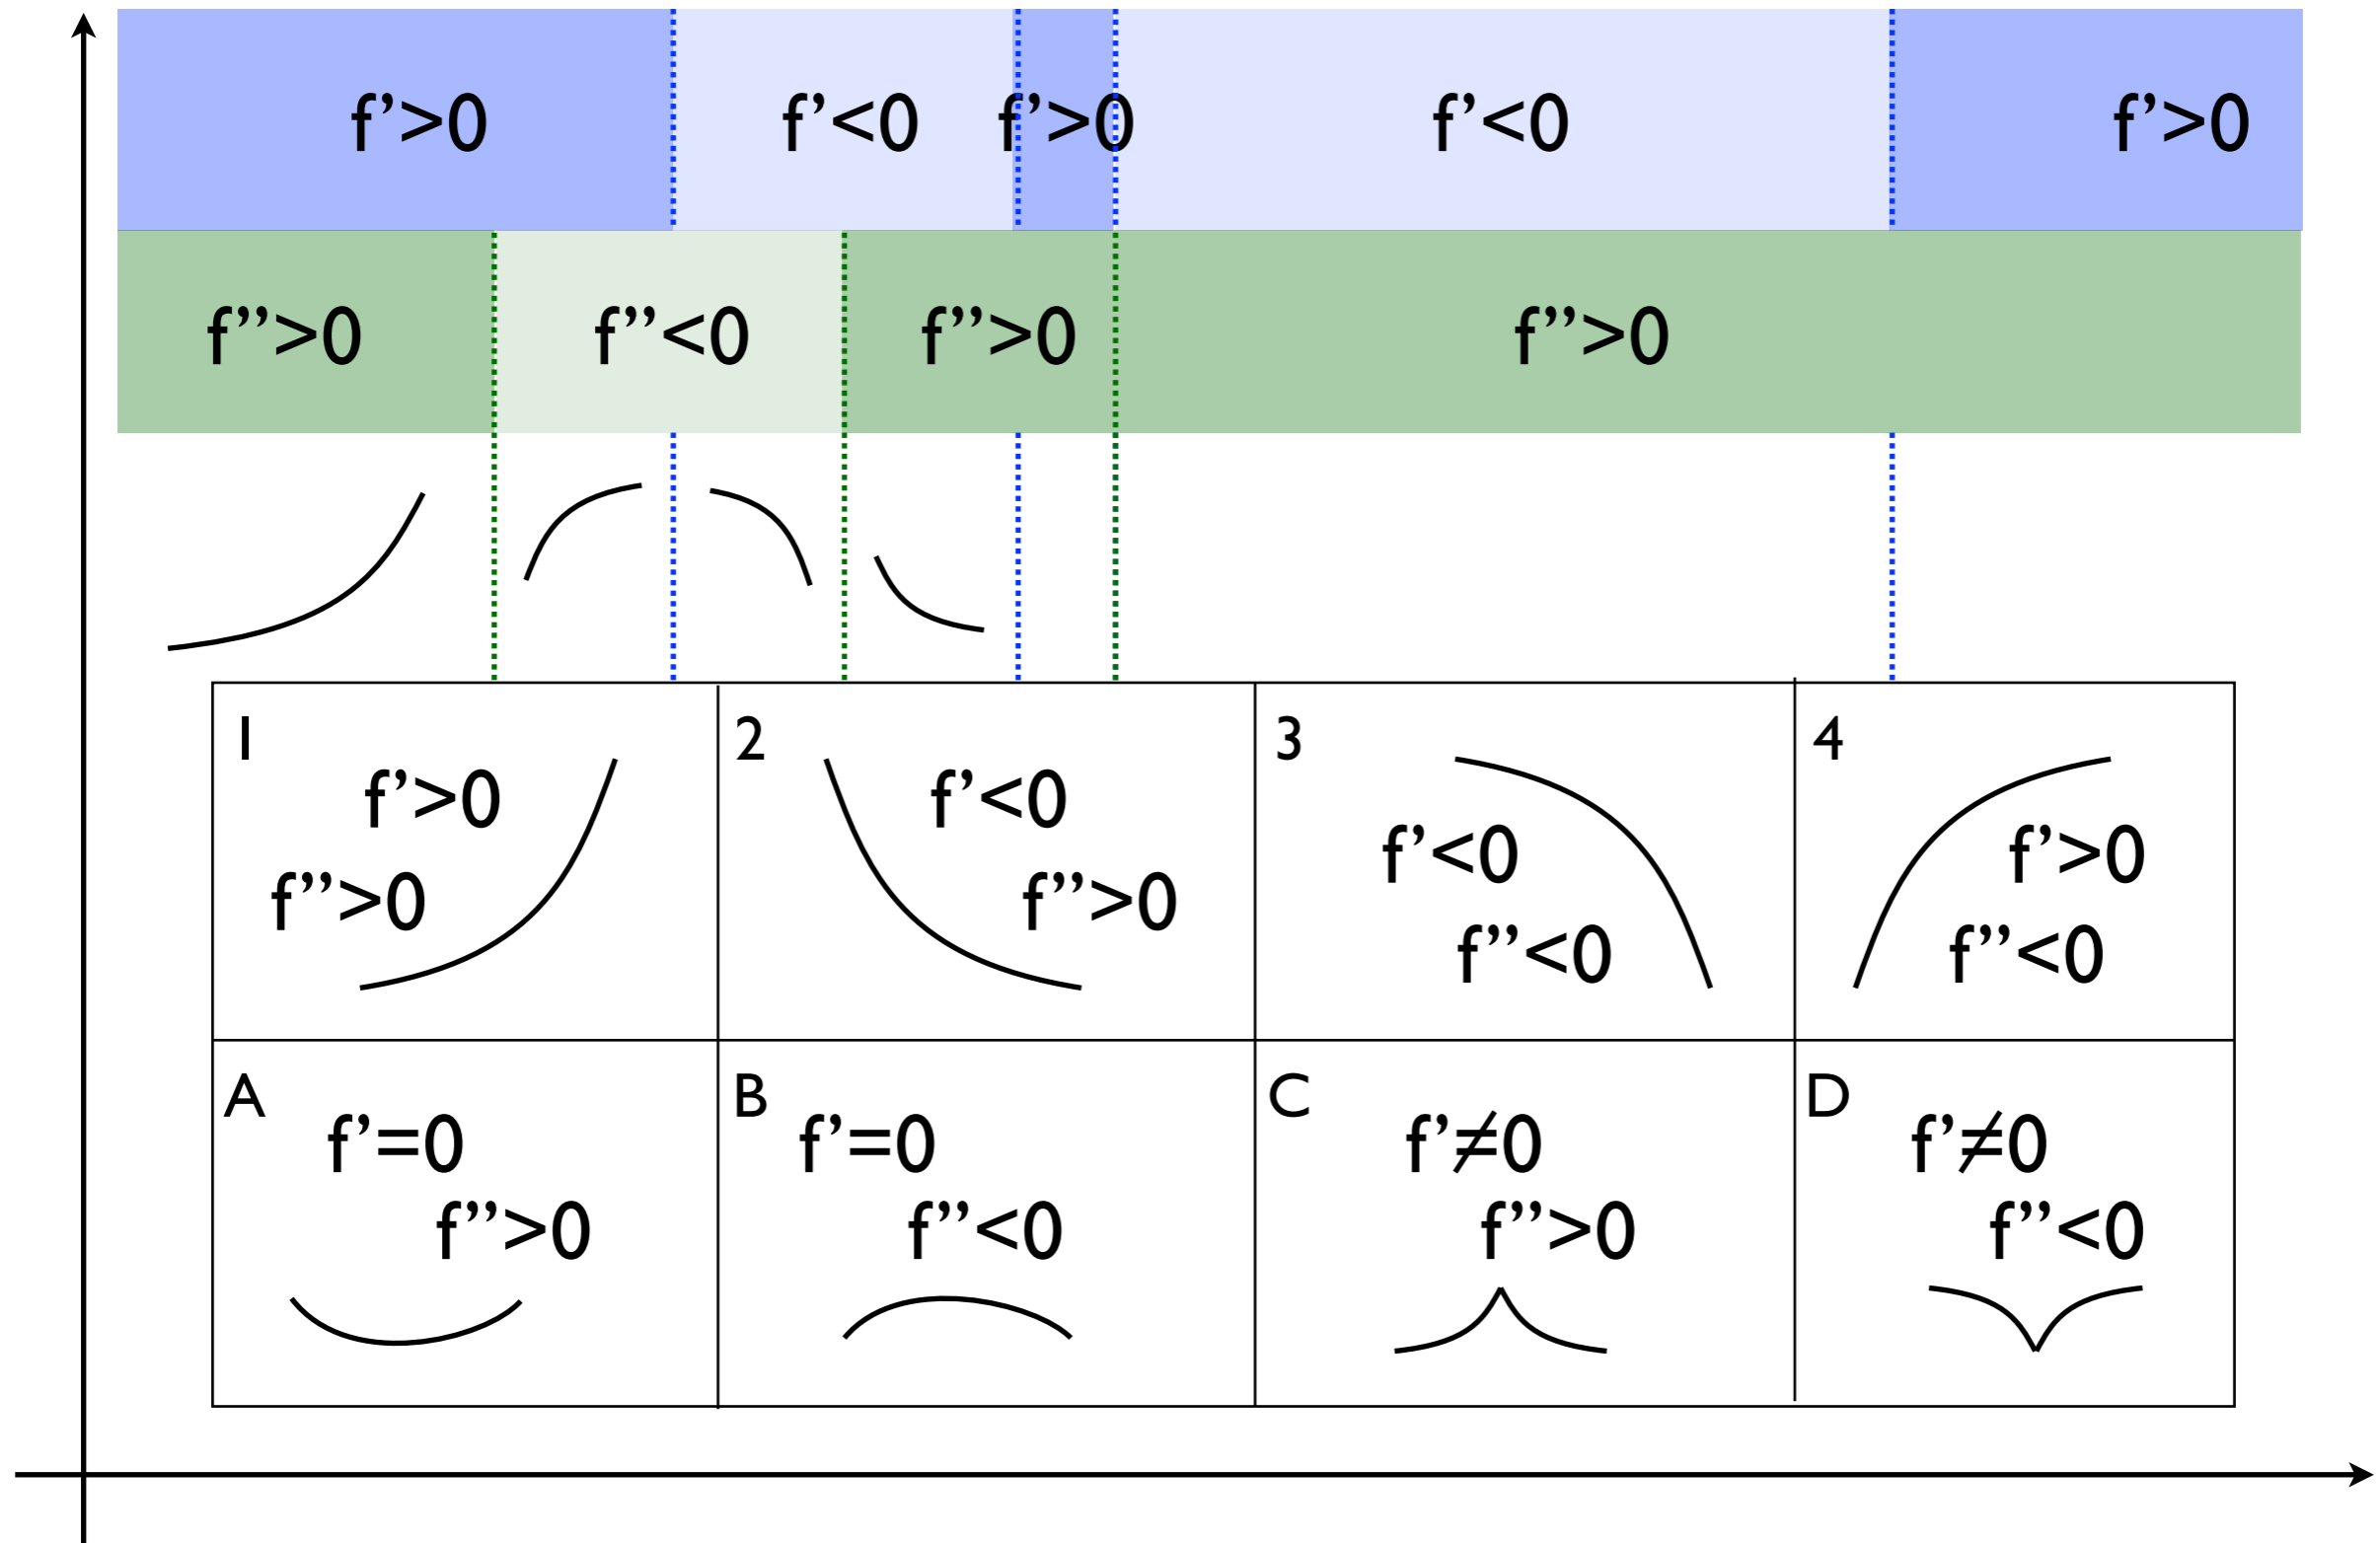 f’>0 f’<0 f’>0 f’<0 f’>0
f’’>0 f’’<0 f’’>0 f’’>0
1 2 3 4
f’>0 f’<0 f’<0 f’>0
f’’>0 f’’>0 f’’<0 f’’<0
A B C D
f’=0 f’=0 f’≠0 f’≠0
f’’>0 f’’<0 f’’>0 f’’<0